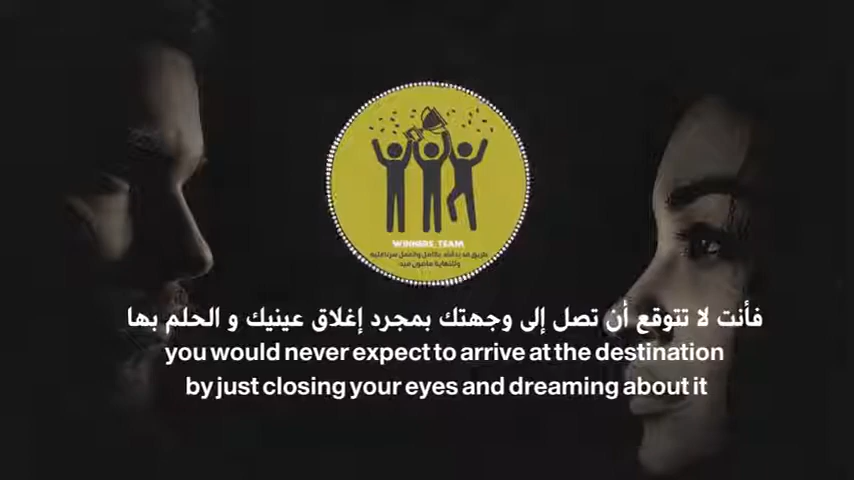 WINNERS_TEAM
فأنت لا تتوقع أن تصل إلى وجهتك بمجرد إغلاق عينيك و الحلم بها
you would never expect to arrive at the destination
by just closing your eyes and dreaming about it